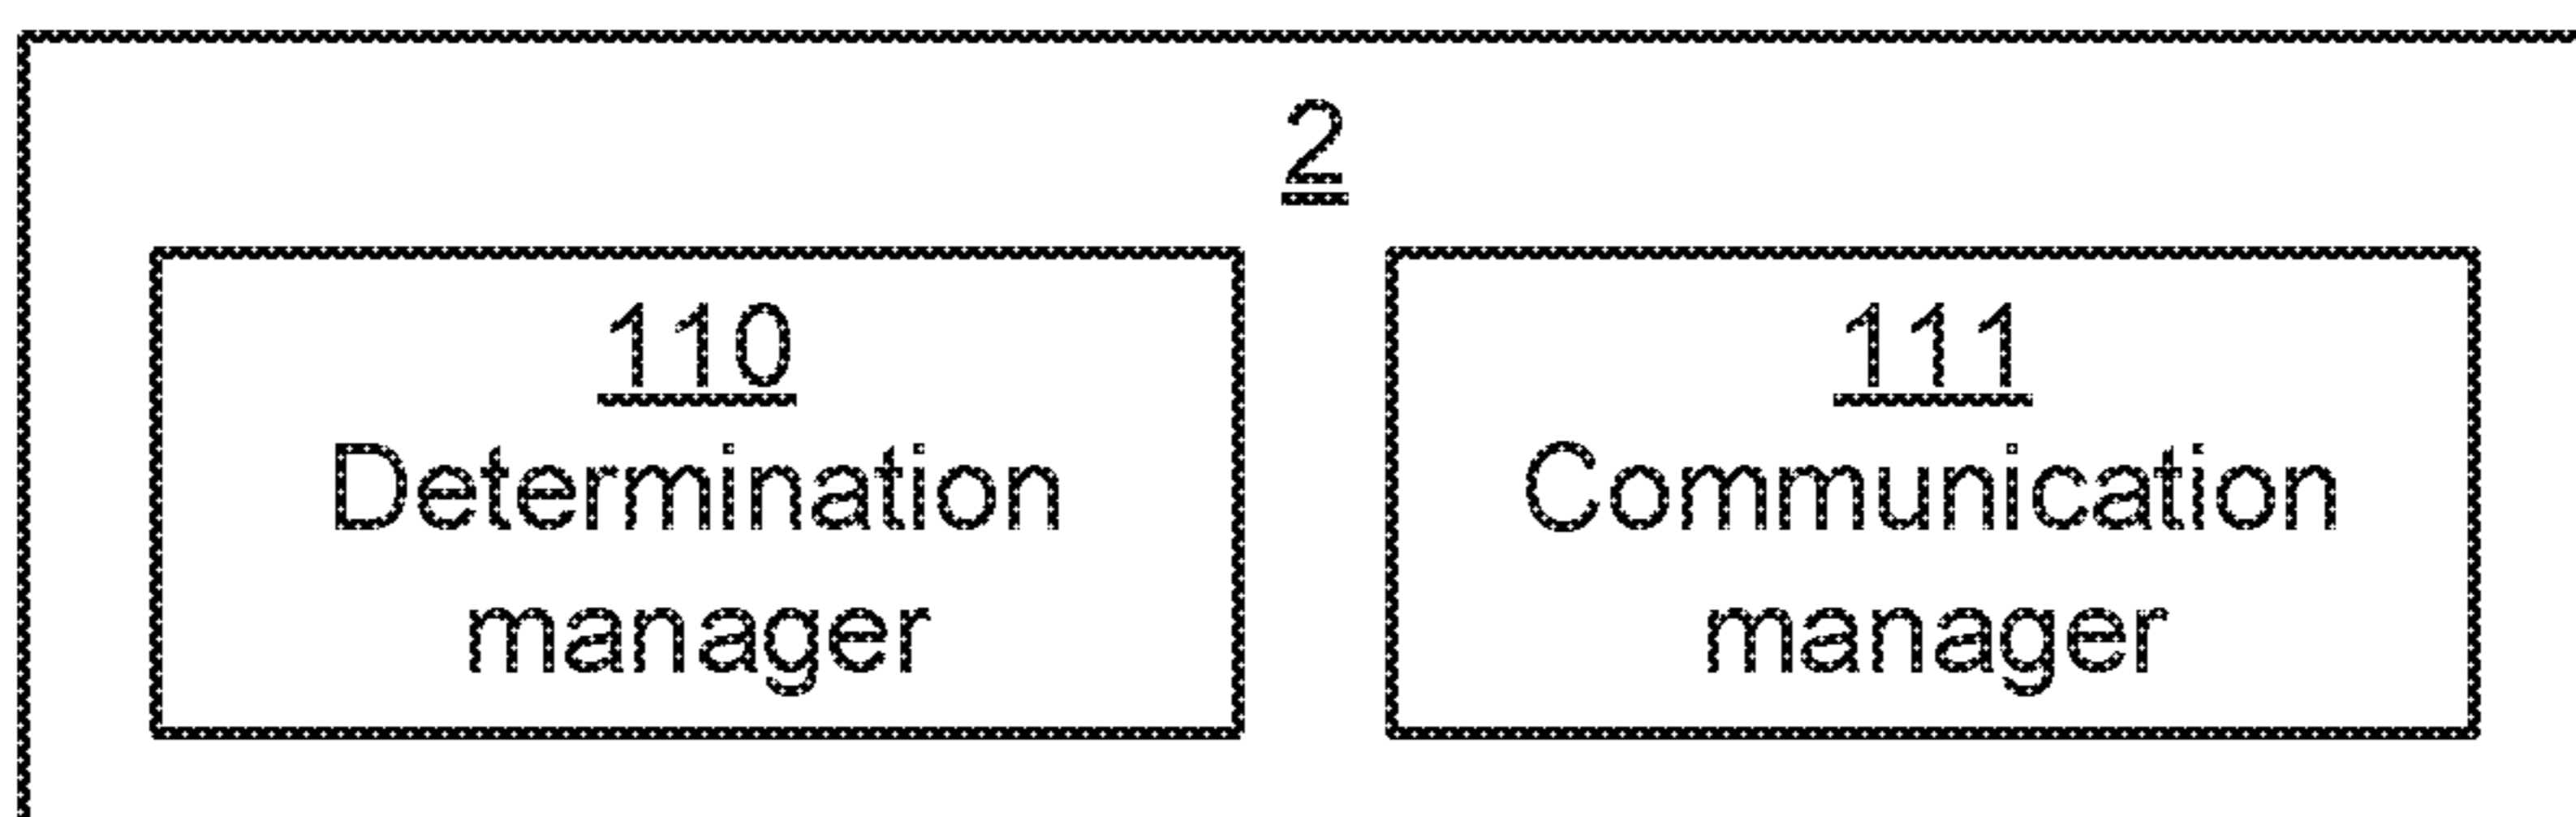 2
110
Determination
manager
111
Communication
manager